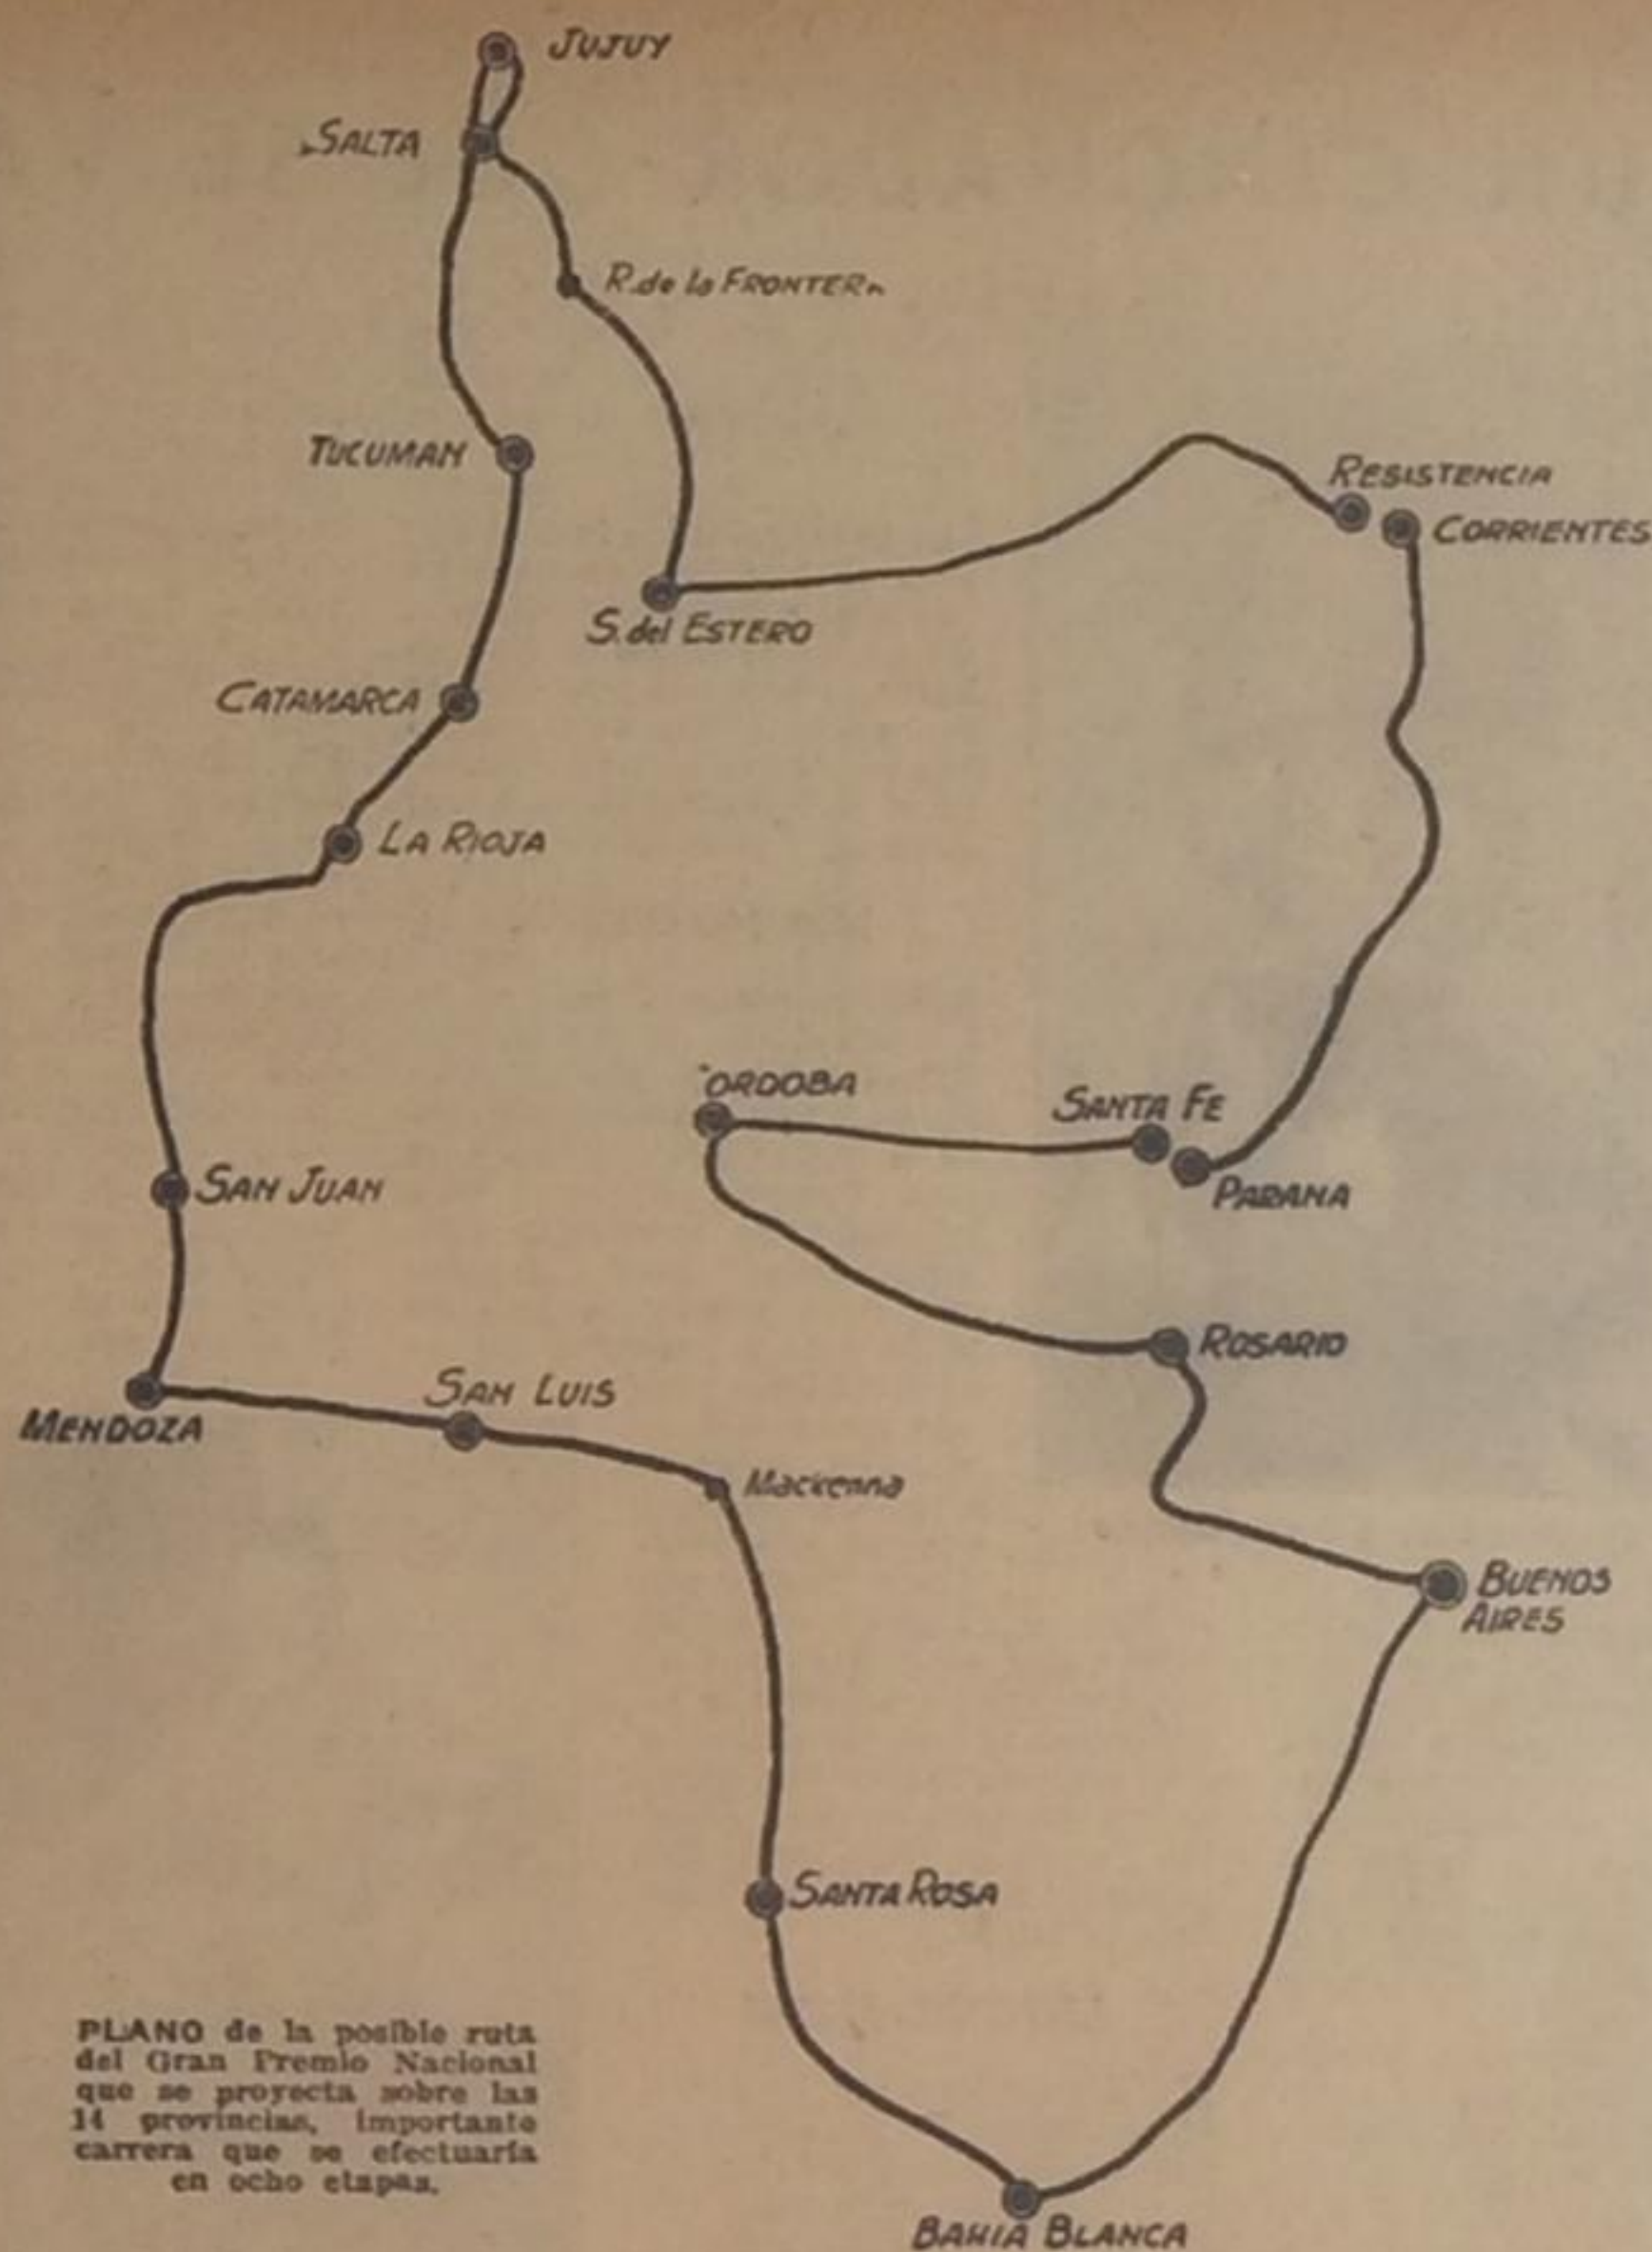 JUJUY
SALTA
R. de la FRONTERA
TUCUMAN
RESISTENCIA
CORRIENTES
S. del ESTERO
CATAMARCA
LA RIOJA
ORDOBA
SANTA FE
SAN JUAN
PARANA
ROSARIO
SAN LUIS
MENDOZA
Mackenna
BUENOS
AIRES
SANTA ROSA
PLANO de la posible ruta
del Gran Premio Nacional
que se proyecta sobre las
14 provincias, importante
carrera que se efectuaría
en ocho etapas.
BAHIA BLANCA